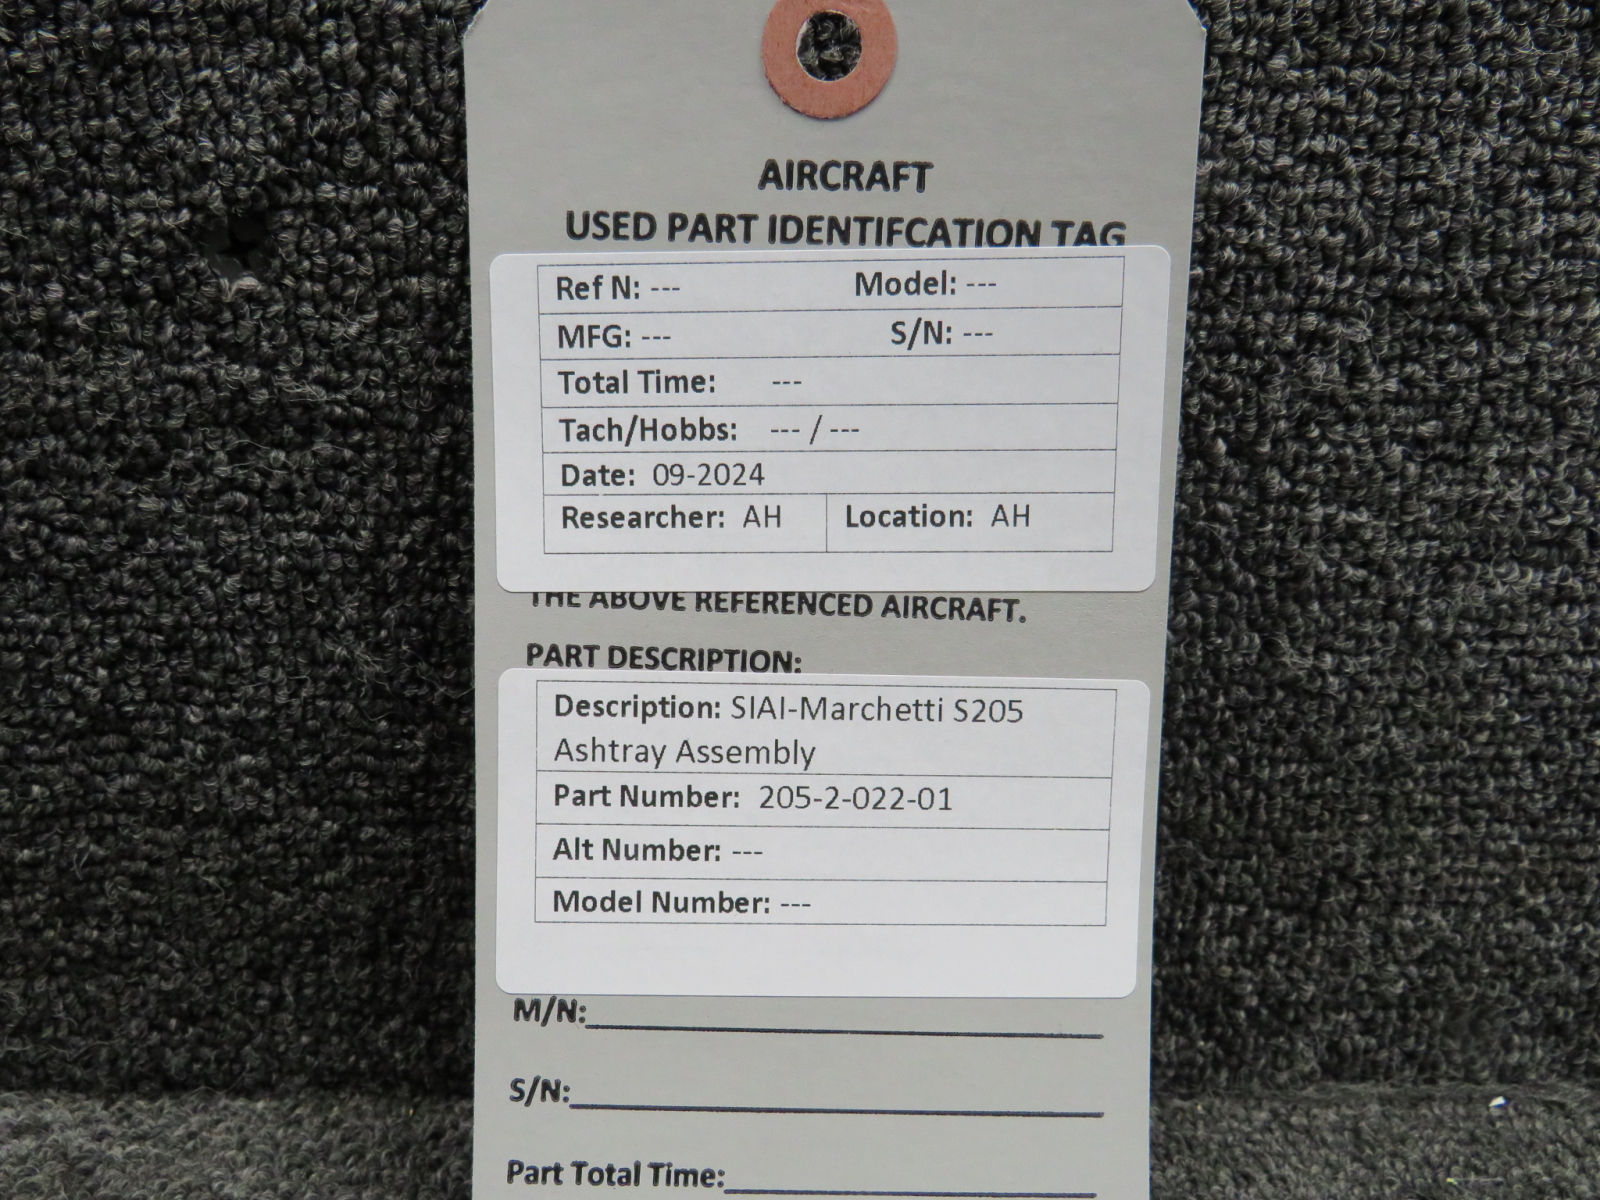 AIRCRAFT
USED PART IDENTIFCATION TAG
Ref N: --- Model: ---
MFG: --- S/N: ---
Total Time: ---
Tach/Hobbs: --- / ---
Date: 09-2024
Researcher: AH Location: AH
THE ABOVE REFERENCED AIRCRAFT.
PART DESCRIPTION:
Description: SIAI-Marchetti S205
Ashtray Assembly
Part Number: 205-2-022-01
Alt Number: ---
Model Number: ---
M/N:
S/N:
Part Total Time: